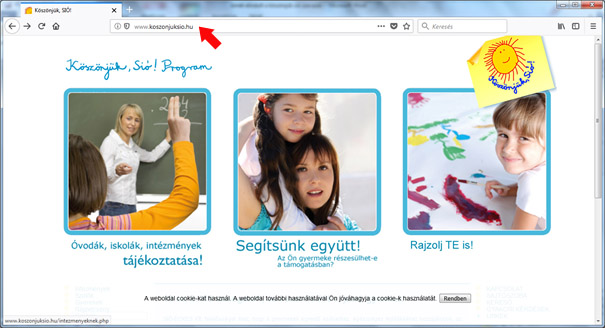 Köszönjük, SIÓ!
www.koszonjuksio.hu
Keresés
Köszönjük, Sió! Program
Köszönjük, Sió!
Óvodák, iskolák, intézmények
tájékoztatása!
Segítsünk együtt!
Az Ön gyermeke részesülhet-e
a támogatásban?
Rajzolj TE is!
A weboldal cookie-kat használ. A weboldal további használatával Ön jóváhagyja a cookie-k használatát. Rendben
www.koszonjuksio.hu/intezmenyeknek.php